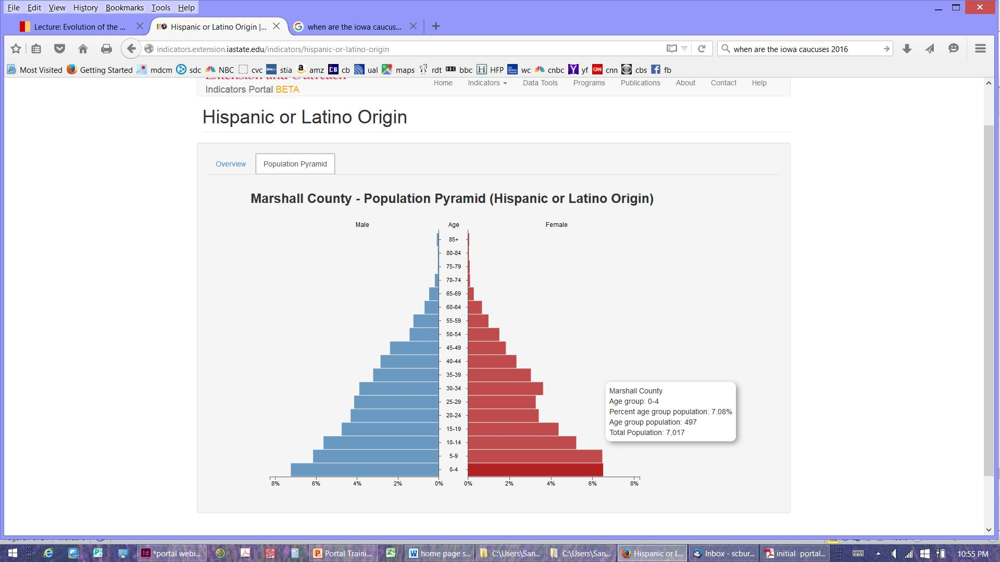 File Edit View History Bookmarks Tools Help
Lecture: Evolution of the ...
Hispanic or Latino Origin |...
when are the iowa caucus...
indicators.extension.iastate.edu/indicators/hispanic-or-latino-origin
when are the iowa caucuses 2016
Most Visited Getting Started mdcm sdc NBC cvc stia amz cb ual maps rdt bbc HFP wc cnbc yf cnn cbs fb
Extension and Outreach
Indicators Portal BETA
Home Indicators Data Tools Programs Publications About Contact Help
Hispanic or Latino Origin
Overview Population Pyramid
Marshall County - Population Pyramid (Hispanic or Latino Origin)
Male Age Female
85+
80-84
75-79
70-74
65-69
60-64
55-59
50-54
45-49
40-44
35-39
30-34
25-29
20-24
15-19
10-14
5-9
0-4
8% 6% 4% 2% 0% 0% 2% 4% 6% 8%
Marshall County
Age group: 0-4
Percent age group population: 7.08%
Age group population: 497
Total Population: 7,017
*portal webi... Portal Traini... home page s... C:\Users\San... C:\Users\San... Hispanic or L... Inbox - scbur... initial portal... 10:55 PM